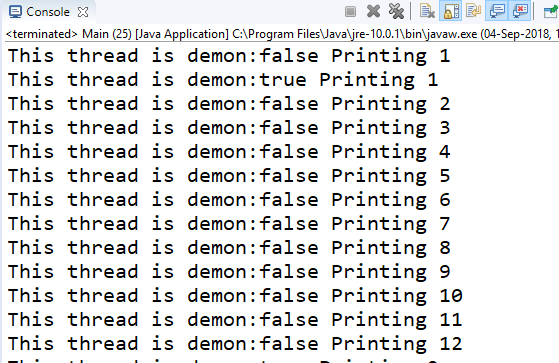 Console
<terminated> Main (25) [Java Application] C:\Program Files\Java\jre-10.0.1\bin\javaw.exe (04-Sep-2018, 1
This thread is demon:false Printing 1
This thread is demon:true Printing 1
This thread is demon:false Printing 2
This thread is demon:false Printing 3
This thread is demon:false Printing 4
This thread is demon:false Printing 5
This thread is demon:false Printing 6
This thread is demon:false Printing 7
This thread is demon:false Printing 8
This thread is demon:false Printing 9
This thread is demon:false Printing 10
This thread is demon:false Printing 11
This thread is demon:false Printing 12